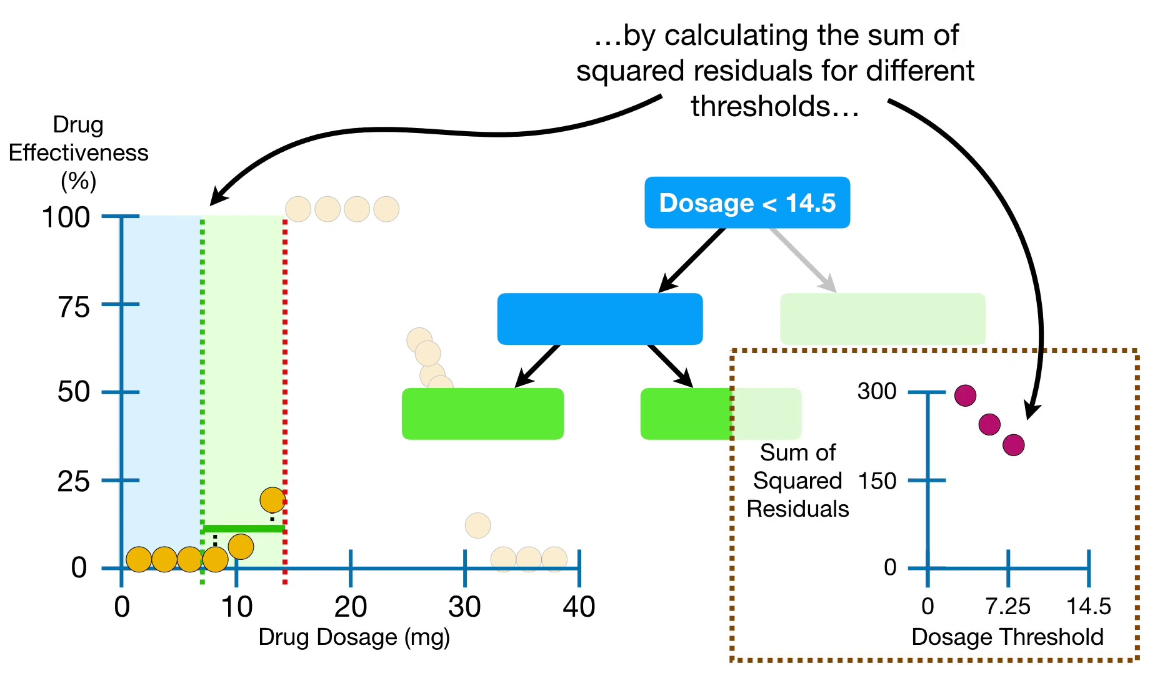 …by calculating the sum of
squared residuals for different
thresholds…
Drug
Effectiveness
(%)
100
75
50
25
0
0 10 20 30 40
Drug Dosage (mg)
Dosage < 14.5
300
150
0
Sum of
Squared
Residuals
0 7.25 14.5
Dosage Threshold